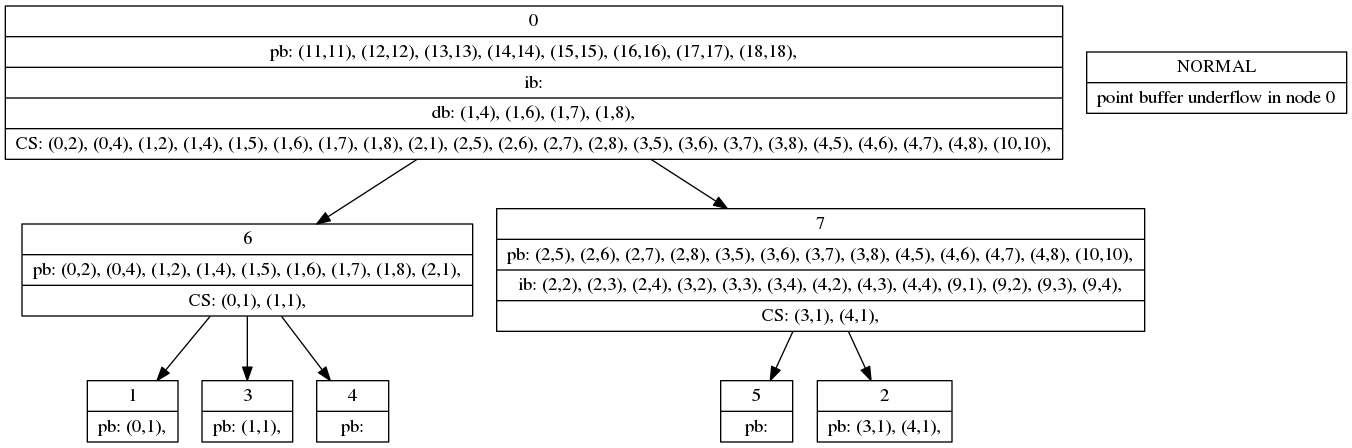 0
pb: (11,11), (12,12), (13,13), (14,14), (15,15), (16,16), (17,17), (18,18),
ib:
db: (1,4), (1,6), (1,7), (1,8),
CS: (0,2), (0,4), (1,2), (1,4), (1,5), (1,6), (1,7), (1,8), (2,1), (2,5), (2,6), (2,7), (2,8), (3,5), (3,6), (3,7), (3,8), (4,5), (4,6), (4,7), (4,8), (10,10),
NORMAL
point buffer underflow in node 0
6
pb: (0,2), (0,4), (1,2), (1,4), (1,5), (1,6), (1,7), (1,8), (2,1),
CS: (0,1), (1,1),
7
pb: (2,5), (2,6), (2,7), (2,8), (3,5), (3,6), (3,7), (3,8), (4,5), (4,6), (4,7), (4,8), (10,10),
ib: (2,2), (2,3), (2,4), (3,2), (3,3), (3,4), (4,2), (4,3), (4,4), (9,1), (9,2), (9,3), (9,4),
CS: (3,1), (4,1),
1
pb: (0,1),
3
pb: (1,1),
4
pb:
5
pb:
2
pb: (3,1), (4,1),